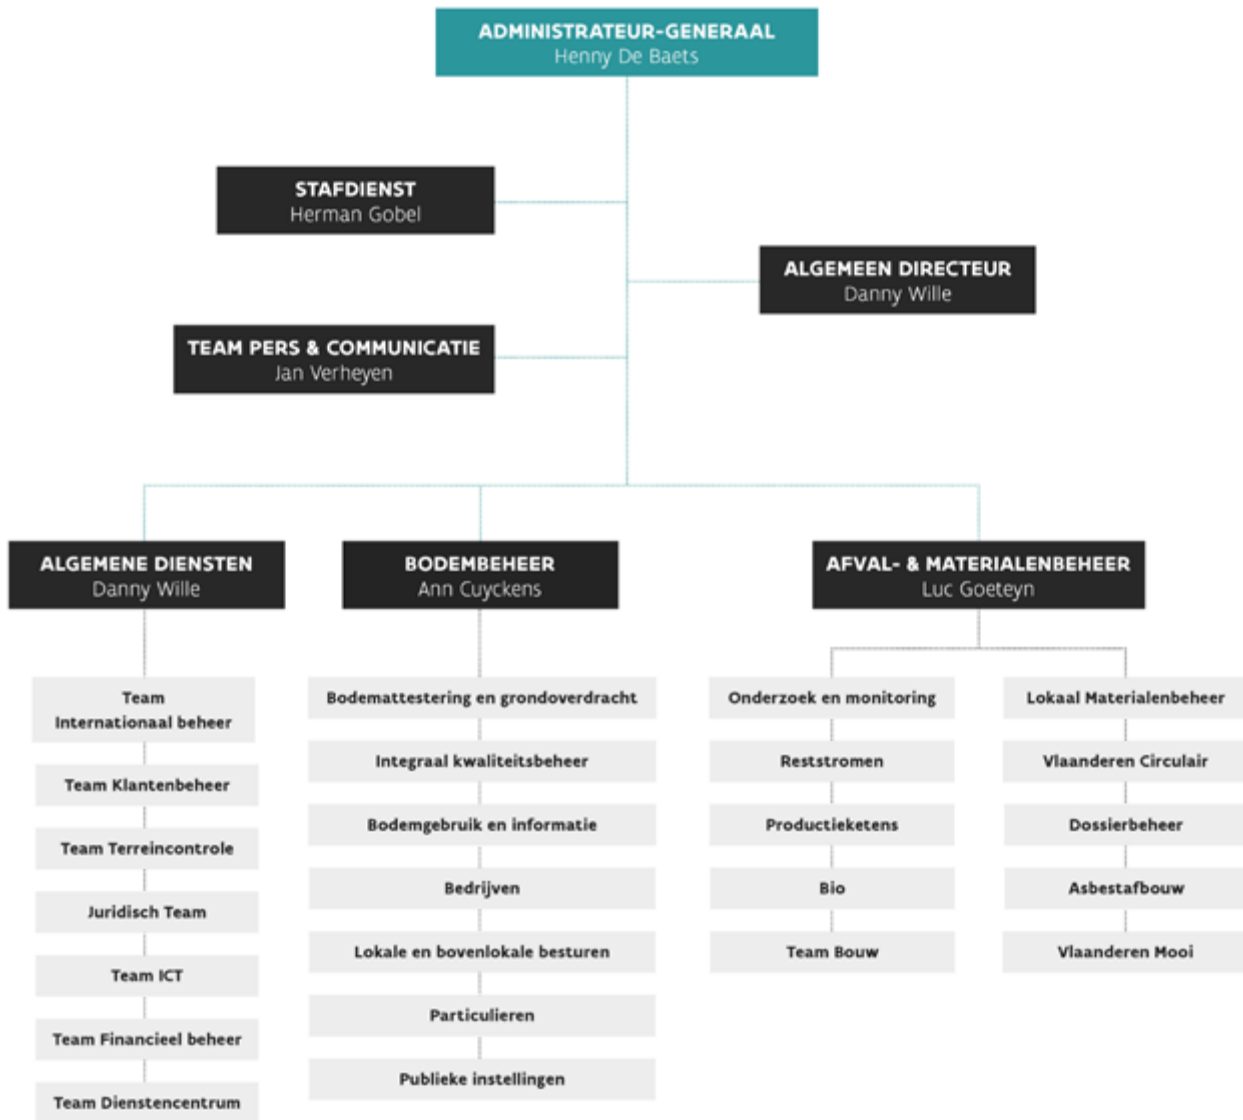 ADMINISTRATEUR-GENERAAL
Henny De Baets
STAFDIENST
Herman Gobel
ALGEMEEN DIRECTEUR
Danny Wille
TEAM PERS & COMMUNICATIE
Jan Verheyen
ALGEMENE DIENSTEN
Danny Wille
Team
Internationaal beheer
Team Klantenbeheer
Team Terreincontrole
Juridisch Team
Team ICT
Team Financieel beheer
Team Dienstencentrum
BODEMBEHEER
Ann Cuyckens
Bodemattestering en grondoverdracht
Integraal kwaliteitsbeheer
Bodemgebruik en informatie
Bedrijven
Lokale en bovenlokale besturen
Particulieren
Publieke instellingen
AFVAL- & MATERIALENBEHEER
Luc Goeteyn
Onderzoek en monitoring
Reststromen
Productieketens
Bio
Team Bouw
Lokaal Materialenbeheer
Vlaanderen Circulair
Dossierbeheer
Asbestafbouw
Vlaanderen Mooi